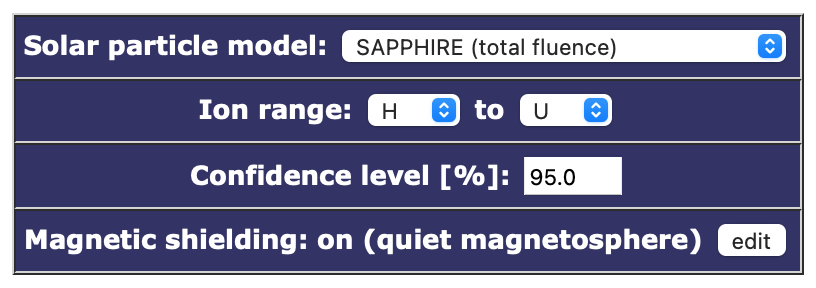 Solar particle model: SAPPHIRE (total fluence)
Ion range: H to U
Confidence level [%]: 95.0
Magnetic shielding: on (quiet magnetosphere) edit